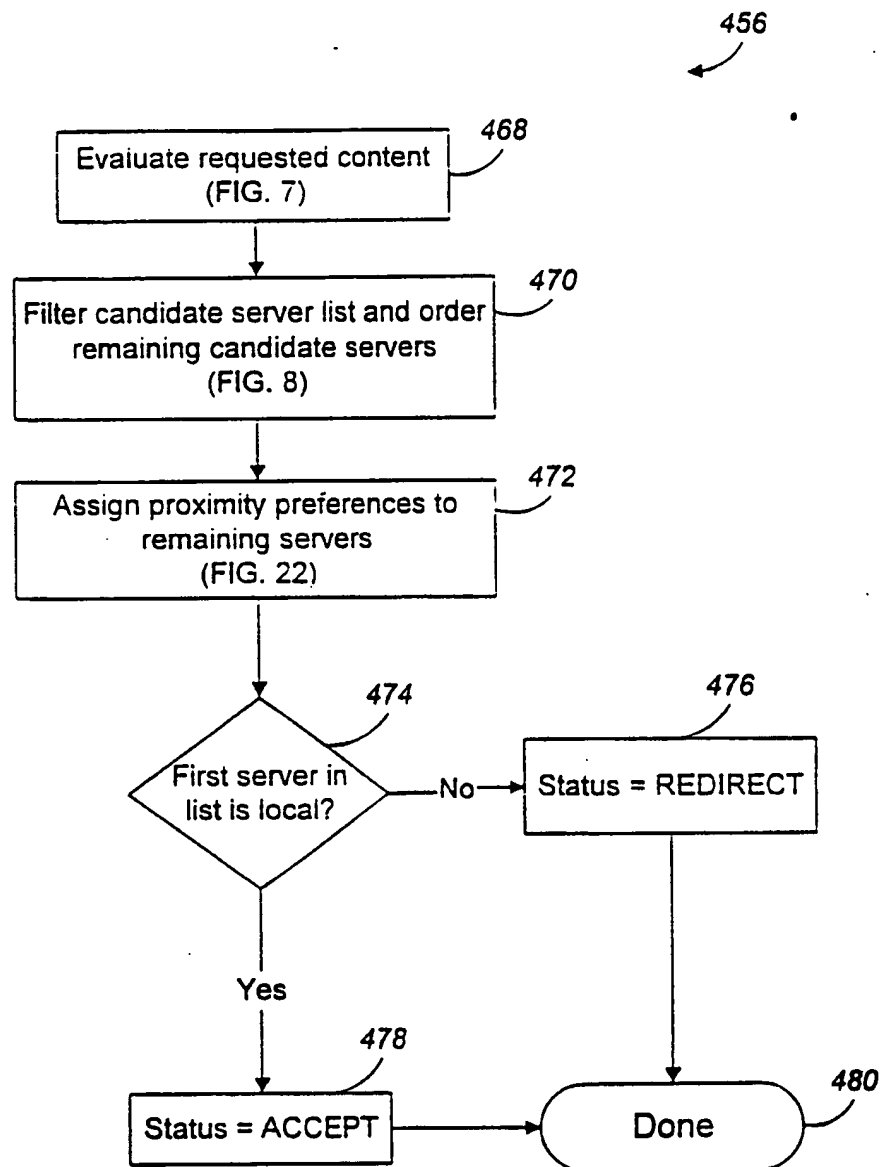 456
468
Evaluate requested content
(FIG. 7)
470
Filter candidate server list and order
remaining candidate servers
(FIG. 8)
472
Assign proximity preferences to
remaining servers
(FIG. 22)
474
First server in
list is local?
No
476
Status = REDIRECT
Yes
478
Status = ACCEPT
480
Done